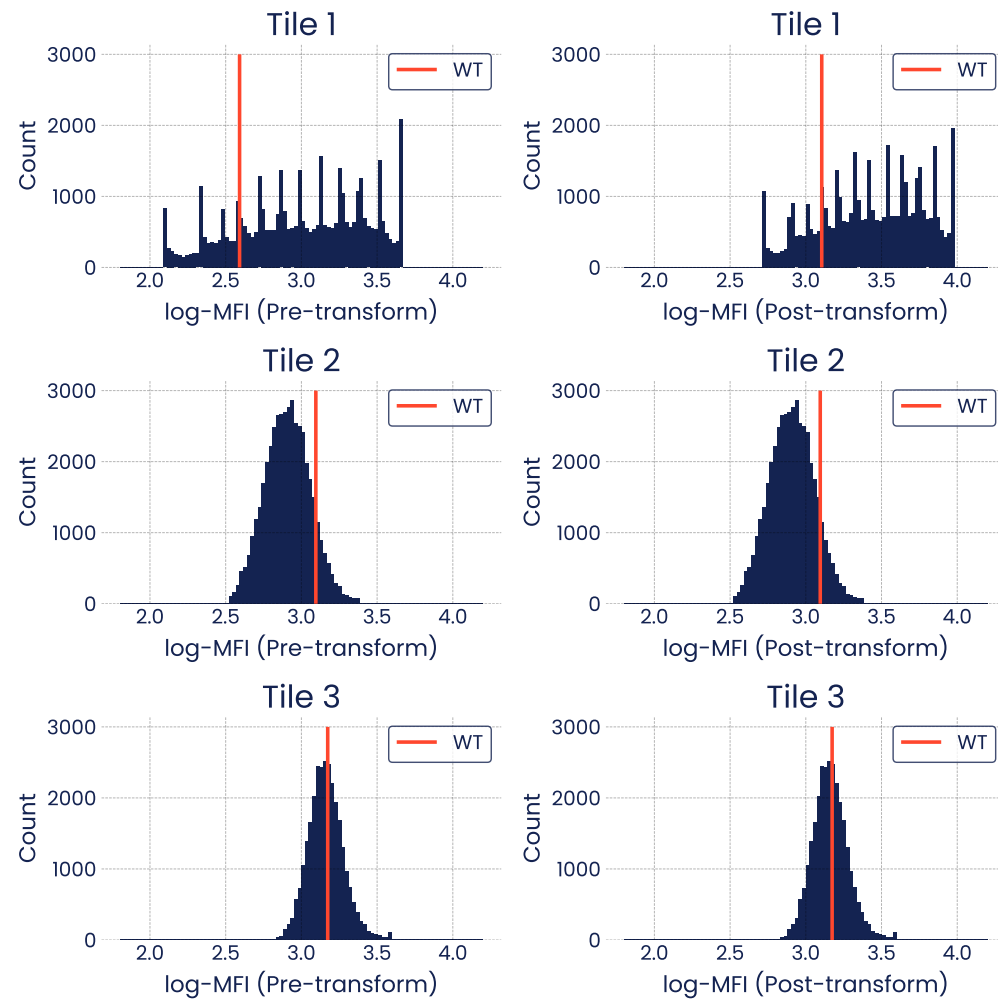 Tile 1
3000
2000
1000
0
Count
WT
2.0 2.5 3.0 3.5 4.0
log-MFI (Pre-transform)
Tile 1
3000
2000
1000
0
Count
WT
2.0 2.5 3.0 3.5 4.0
log-MFI (Post-transform)
Tile 2
3000
2000
1000
0
Count
WT
2.0 2.5 3.0 3.5 4.0
log-MFI (Pre-transform)
Tile 2
3000
2000
1000
0
Count
WT
2.0 2.5 3.0 3.5 4.0
log-MFI (Post-transform)
Tile 3
3000
2000
1000
0
Count
WT
2.0 2.5 3.0 3.5 4.0
log-MFI (Pre-transform)
Tile 3
3000
2000
1000
0
Count
WT
2.0 2.5 3.0 3.5 4.0
log-MFI (Post-transform)